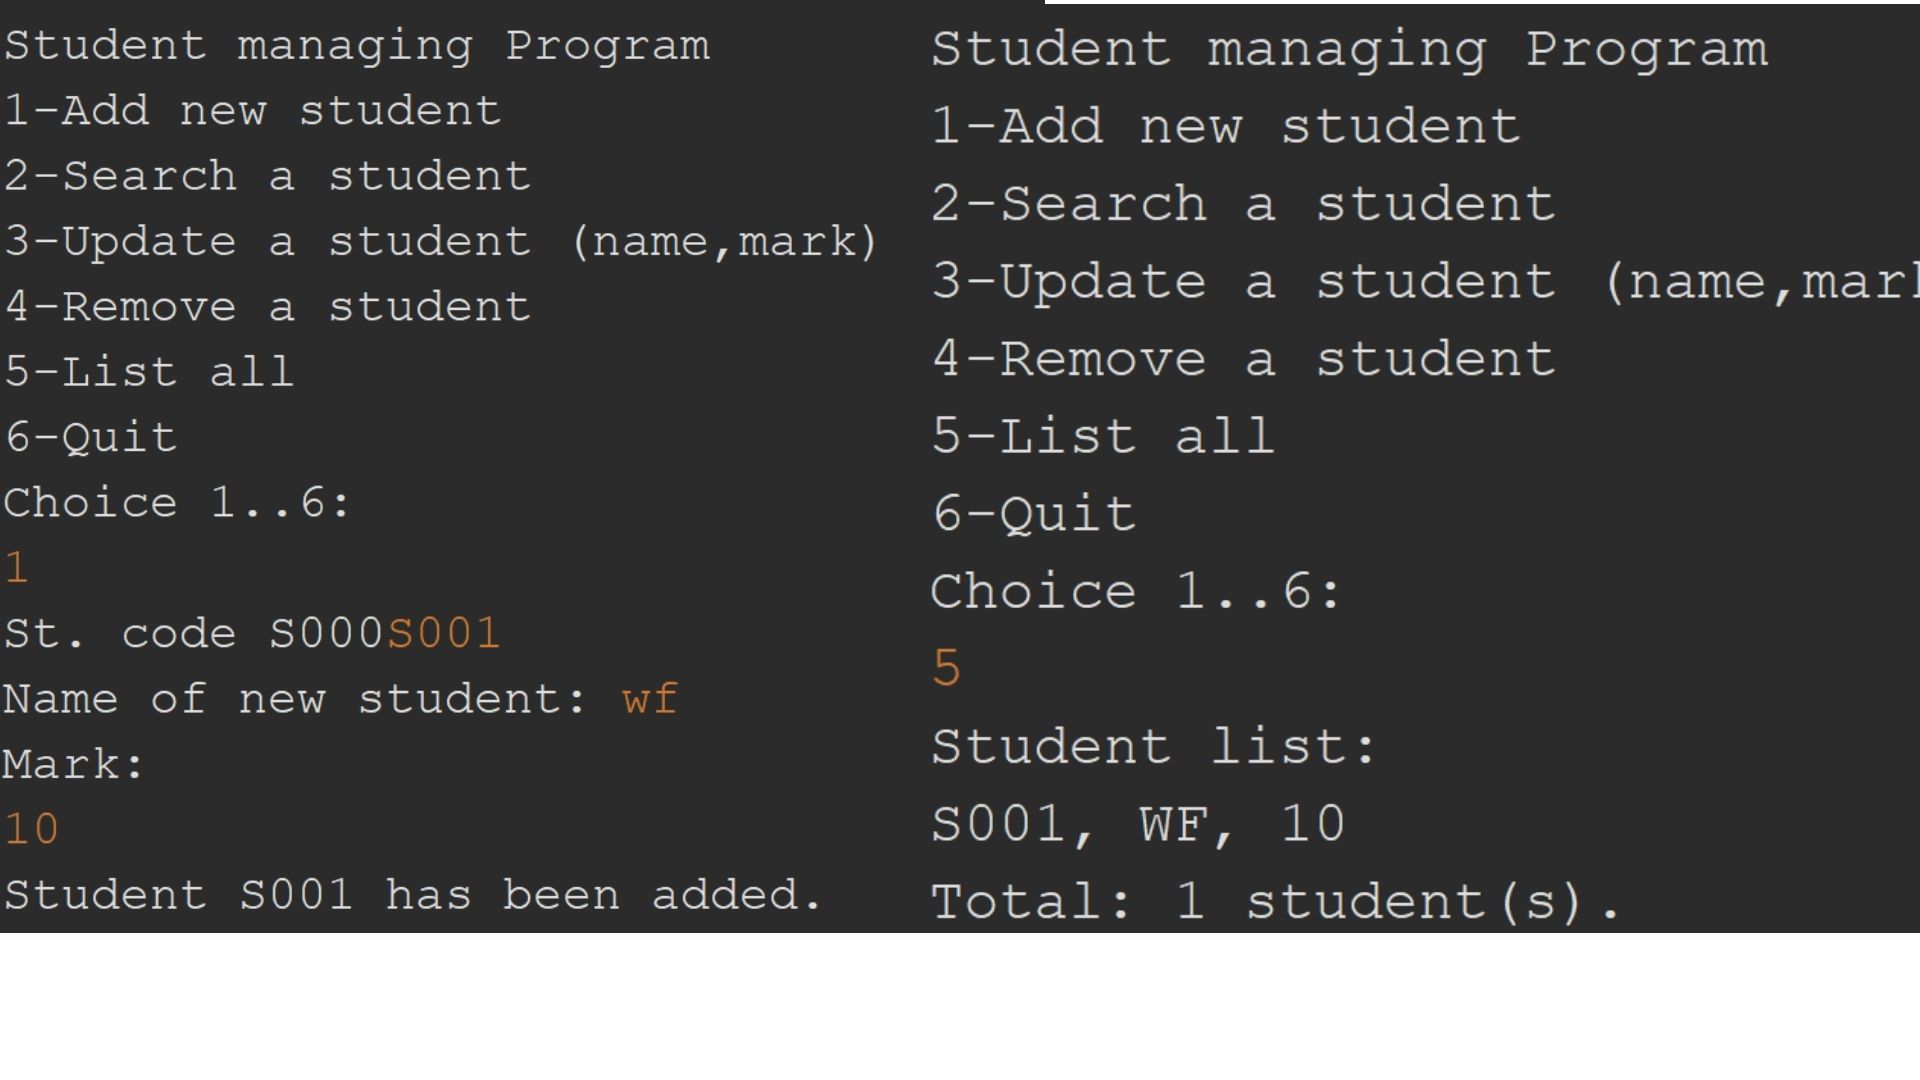 Student managing Program
1-Add new student
2-Search a student
3-Update a student (name,mark)
4-Remove a student
5-List all
6-Quit
Choice 1..6:
1
St. code S000S001
Name of new student: wf
Mark:
10
Student S001 has been added.
Student managing Program
1-Add new student
2-Search a student
3-Update a student (name,mar
4-Remove a student
5-List all
6-Quit
Choice 1..6:
5
Student list:
S001, WF, 10
Total: 1 student(s).